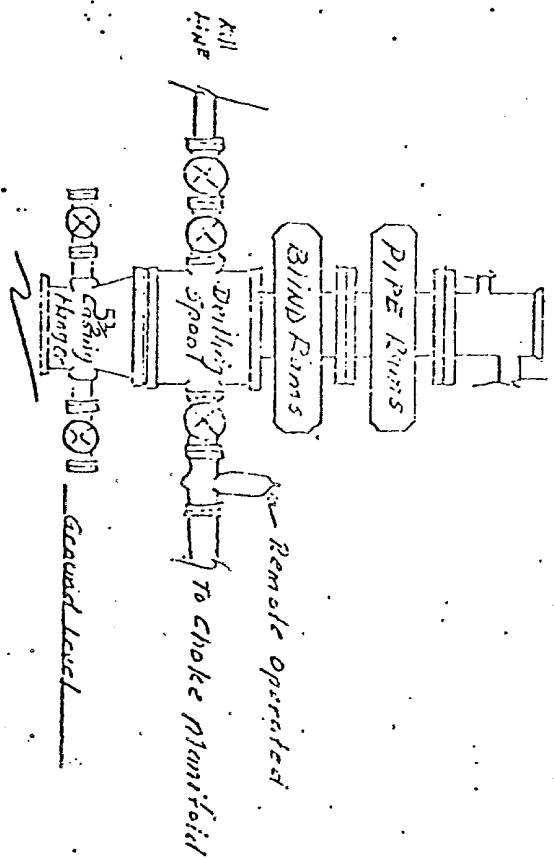 PIPE Rams
BlIND Rams
Kill
LINE
Drilling
Spool
Remote Operated
To Choke Manifold
5½
Casing
Hanger
Ground Level